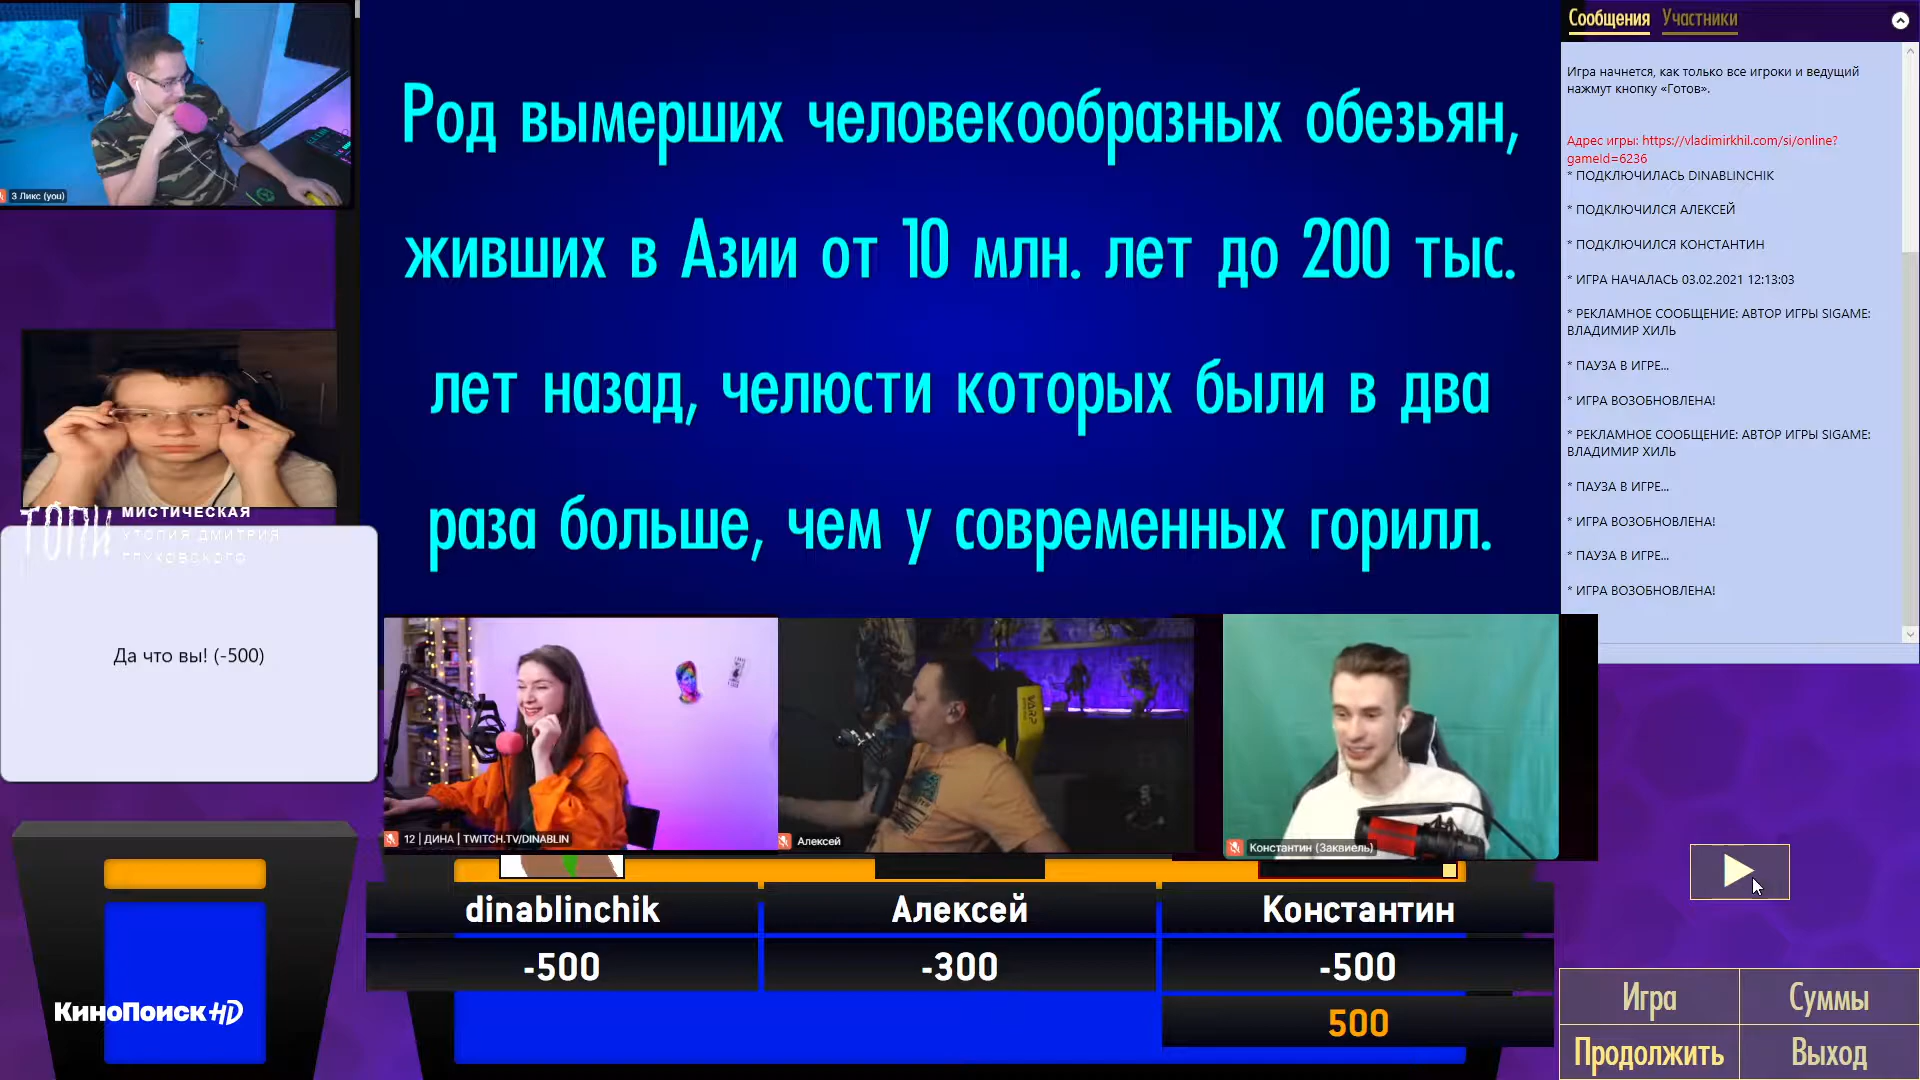 Род вымерших человекообразных обезьян,
живших в Азии от 10 млн. лет до 200 тыс.
лет назад, челюсти которых были в два
раза больше, чем у современных горилл.
Сообщения Участники
Игра начнется, как только все игроки и ведущий
нажмут кнопку «Готов».
Адрес игры: https://vladimirkhil.com/si/online?
gameId=6236
* ПОДКЛЮЧИЛАСЬ DINABLINCHIK
* ПОДКЛЮЧИЛСЯ АЛЕКСЕЙ
* ПОДКЛЮЧИЛСЯ КОНСТАНТИН
* ИГРА НАЧАЛАСЬ 03.02.2021 12:13:03
* РЕКЛАМНОЕ СООБЩЕНИЕ: АВТОР ИГРЫ SIGAME:
ВЛАДИМИР ХИЛЬ
* ПАУЗА В ИГРЕ...
* ИГРА ВОЗОБНОВЛЕНА!
* РЕКЛАМНОЕ СООБЩЕНИЕ: АВТОР ИГРЫ SIGAME:
ВЛАДИМИР ХИЛЬ
* ПАУЗА В ИГРЕ...
* ИГРА ВОЗОБНОВЛЕНА!
* ПАУЗА В ИГРЕ...
* ИГРА ВОЗОБНОВЛЕНА!
3 Ликс (you)
ТОПИ МИСТИЧЕСКАЯ
УТОПИЯ ДМИТРИЯ
ГЛУХОВСКОГО
Да что вы! (-500)
12 | ДИНА | TWITCH.TV/DINABLIN
Алексей
Константин (Заквиель)
dinablinchik Алексей Константин
-500 -300 -500
500
КиноПоиск HD
Игра Суммы
Продолжить Выход